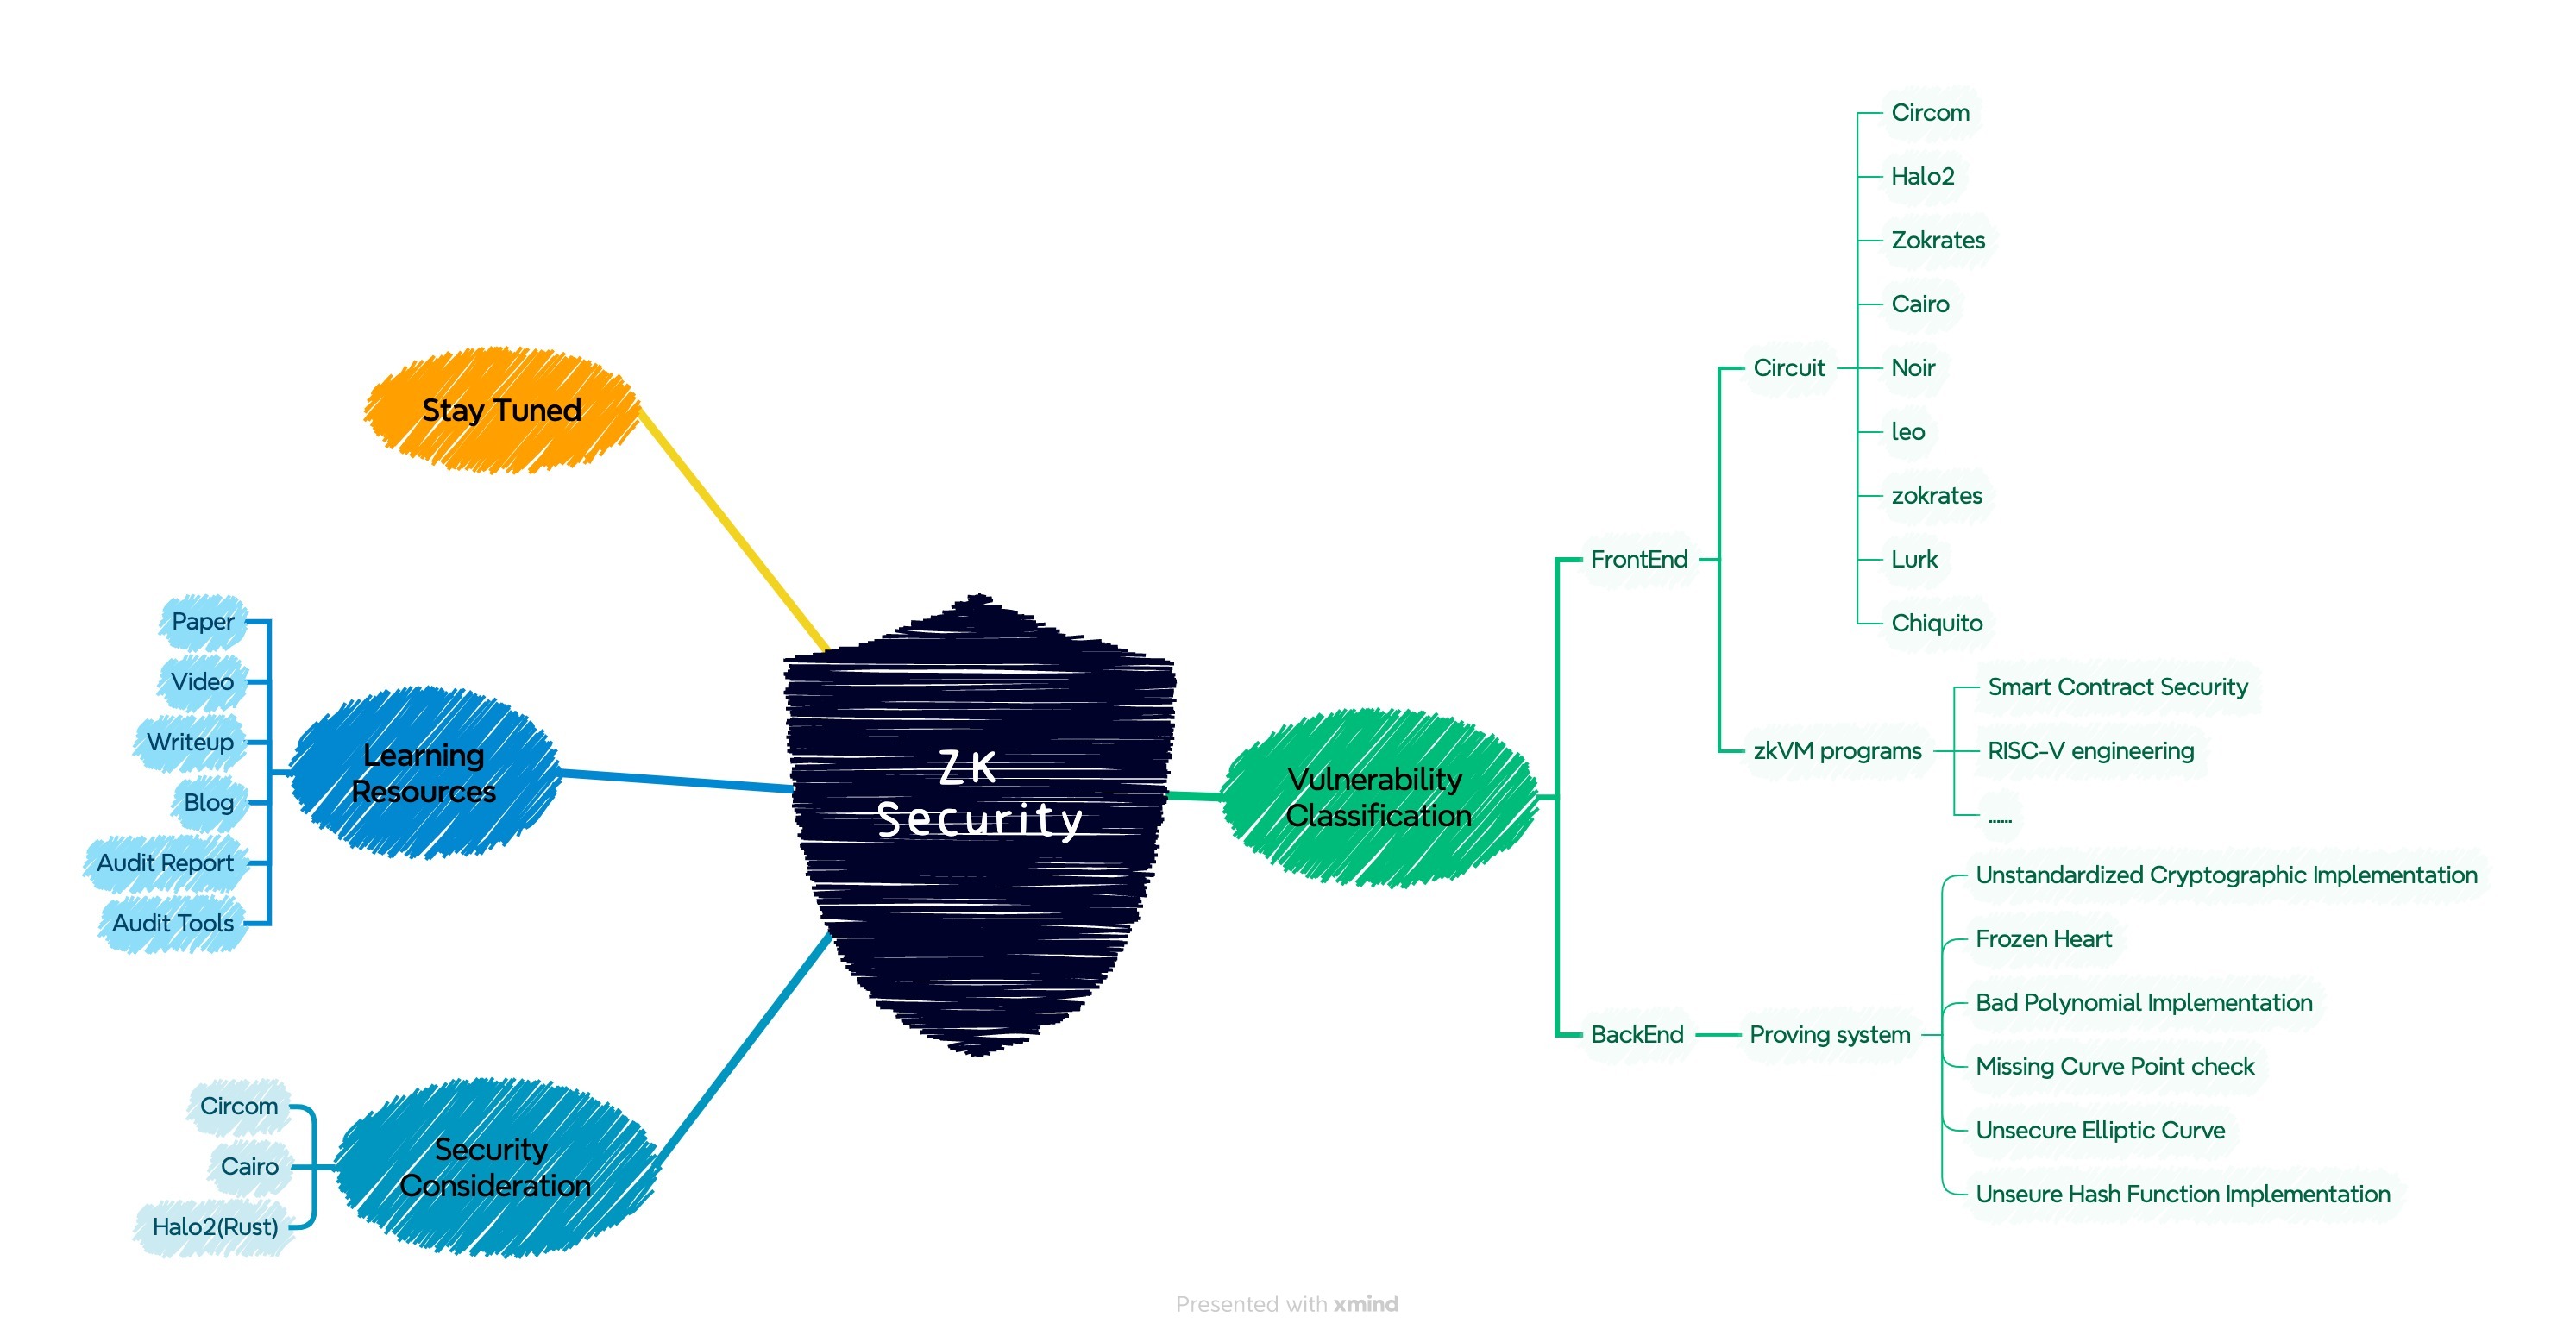 ZK
Security
Stay Tuned
Learning
Resources
Paper
Video
Writeup
Blog
Audit Report
Audit Tools
Security
Consideration
Circom
Cairo
Halo2(Rust)
Vulnerability
Classification
FrontEnd
Circuit
Circom
Halo2
Zokrates
Cairo
Noir
leo
zokrates
Lurk
Chiquito
zkVM programs
Smart Contract Security
RISC-V engineering
......
BackEnd
Proving system
Unstandardized Cryptographic Implementation
Frozen Heart
Bad Polynomial Implementation
Missing Curve Point check
Unsecure Elliptic Curve
Unseure Hash Function Implementation
Presented with xmind